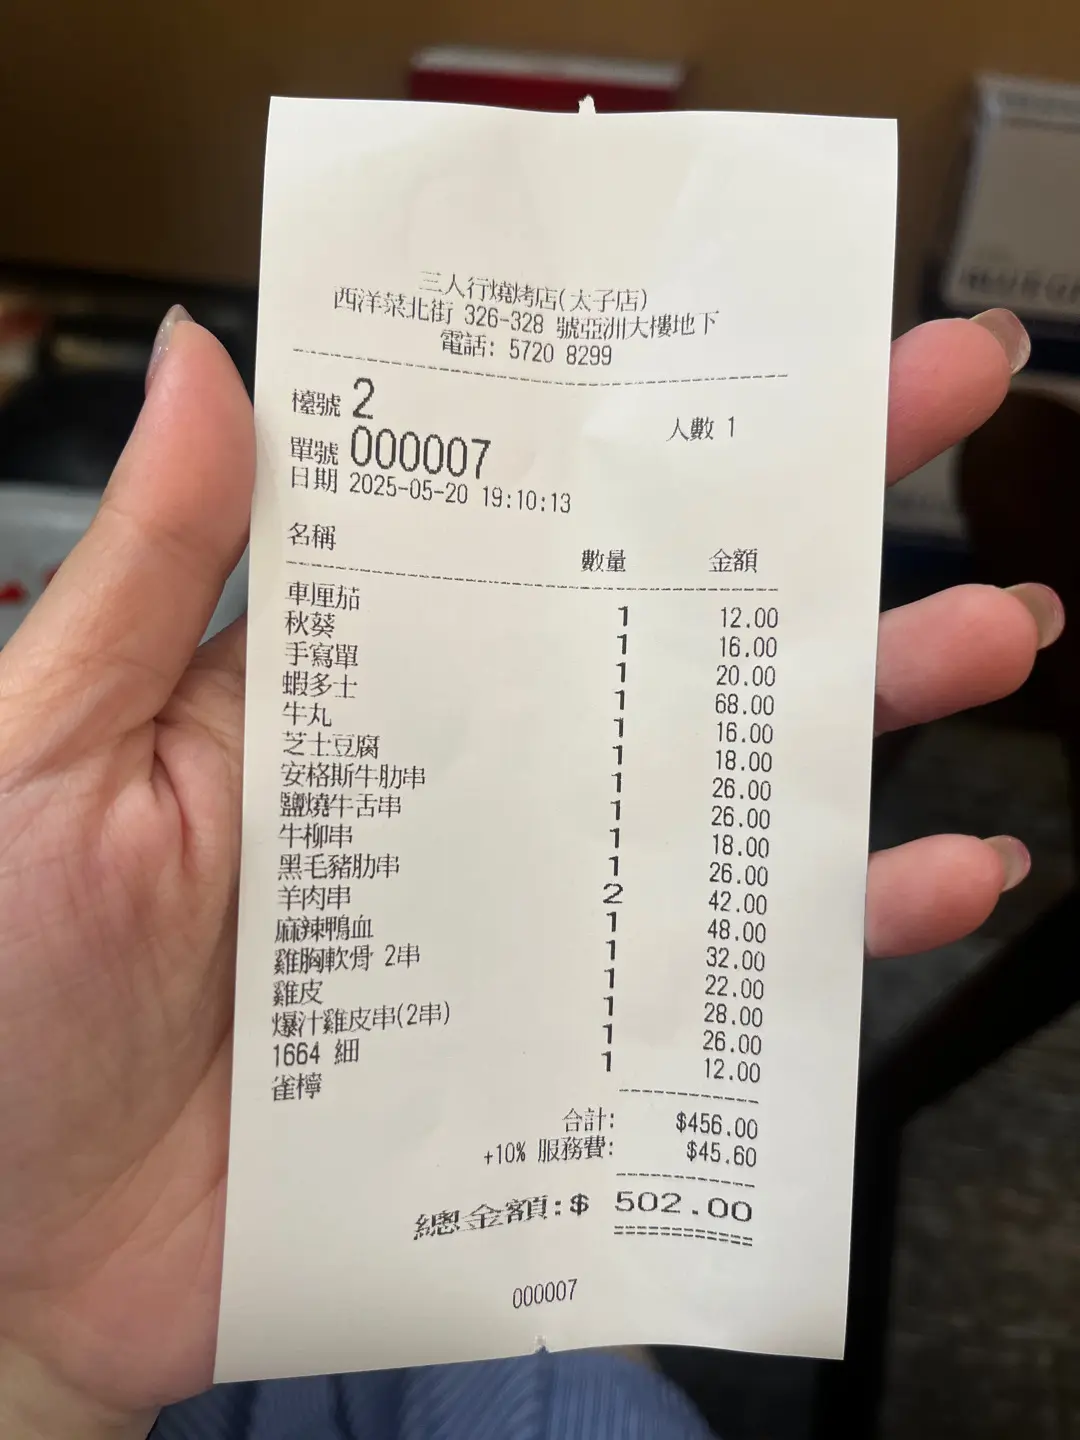 三人行燒烤店(太子店)
西洋菜北街 326-328 號亞洲大樓地下
電話: 5720 8299
檯號 2 人數 1
單號 000007
日期 2025-05-20 19:10:13
名稱 數量 金額
車厘茄 1 12.00
秋葵 1 16.00
手寫單 1 20.00
蝦多士 1 68.00
牛丸 1 16.00
芝士豆腐 1 18.00
安格斯牛肋串 1 26.00
鹽燒牛舌串 1 26.00
牛柳串 1 18.00
黑毛豬肋串 1 26.00
羊肉串 2 42.00
麻辣鴨血 1 48.00
雞胸軟骨 2串 1 32.00
雞皮 1 22.00
爆汁雞皮串(2串) 1 28.00
1664 細 1 26.00
雀檸 1 12.00
合計: $456.00
+10% 服務費: $45.60
總金額:$ 502.00
000007